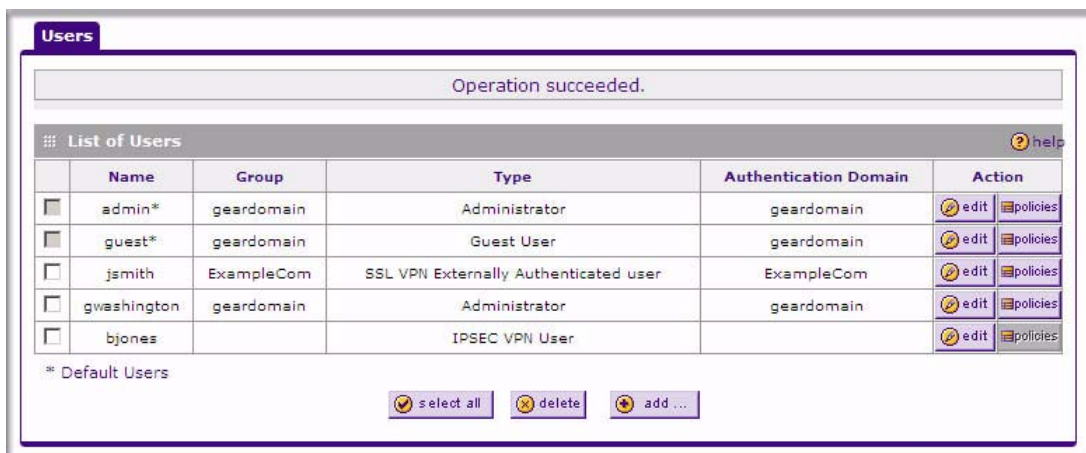 Users
Operation succeeded.
List of Users
help
Name Group Type Authentication Domain Action
admin* geardomain Administrator geardomain edit policies
guest* geardomain Guest User geardomain edit policies
jsmith ExampleCom SSL VPN Externally Authenticated user ExampleCom edit policies
gwashington geardomain Administrator geardomain edit policies
bjones IPSEC VPN User edit policies
* Default Users
select all delete add ...